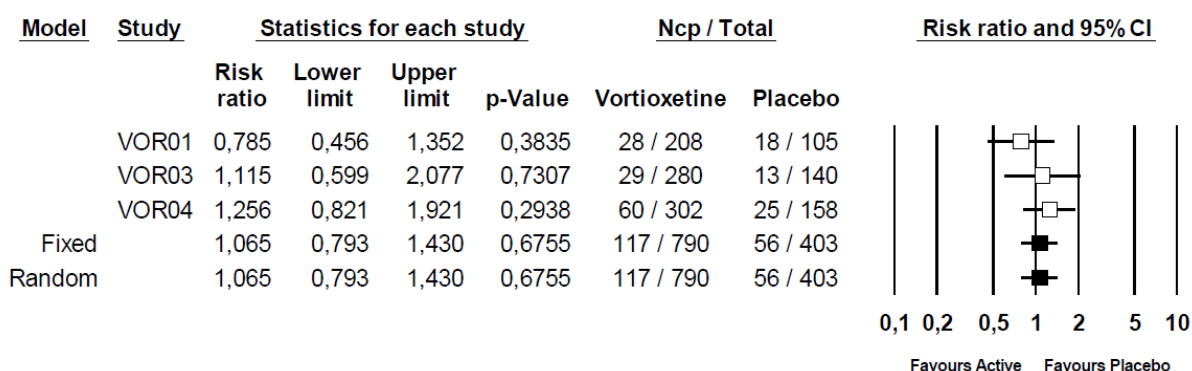 Model Study Statistics for each study Ncp / Total Risk ratio and 95% CI
Risk ratio Lower limit Upper limit p-Value Vortioxetine Placebo
VOR01 0,785 0,456 1,352 0,3835 28 / 208 18 / 105
VOR03 1,115 0,599 2,077 0,7307 29 / 280 13 / 140
VOR04 1,256 0,821 1,921 0,2938 60 / 302 25 / 158
Fixed 1,065 0,793 1,430 0,6755 117 / 790 56 / 403
Random 1,065 0,793 1,430 0,6755 117 / 790 56 / 403
0,1 0,2 0,5 1 2 5 10
Favours Active Favours Placebo